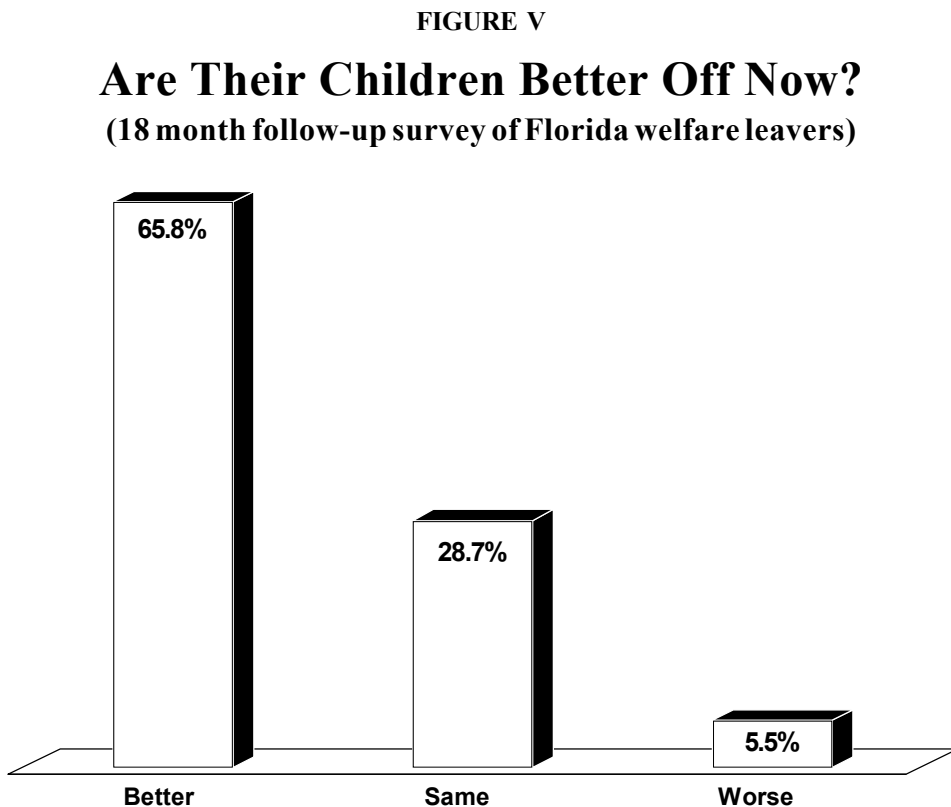 FIGURE V
Are Their Children Better Off Now?
(18 month follow-up survey of Florida welfare leavers)
65.8%
28.7%
5.5%
Better
Same
Worse